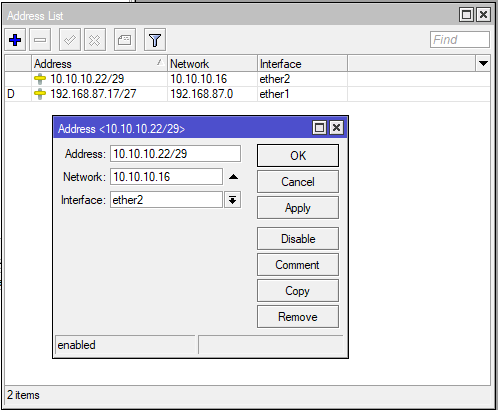 Address List
Find
Address Network Interface
10.10.10.22/29 10.10.10.16 ether2
D 192.168.87.17/27 192.168.87.0 ether1
Address <10.10.10.22/29>
Address: 10.10.10.22/29
Network: 10.10.10.16
Interface: ether2
OK
Cancel
Apply
Disable
Comment
Copy
Remove
enabled
2 items